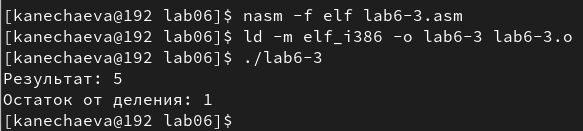 [kanechaeva@192 lab06]$ nasm -f elf lab6-3.asm
[kanechaeva@192 lab06]$ ld -m elf_i386 -o lab6-3 lab6-3.o
[kanechaeva@192 lab06]$ ./lab6-3
Результат: 5
Остаток от деления: 1
[kanechaeva@192 lab06]$